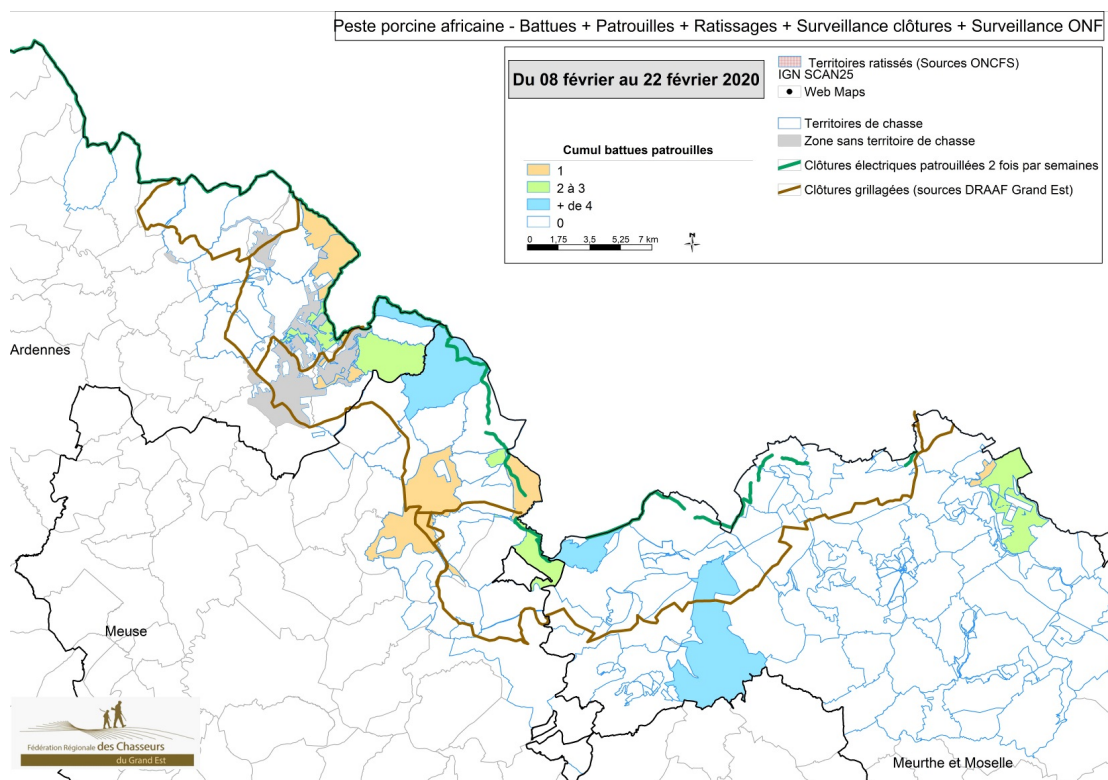 Peste porcine africaine - Battues + Patrouilles + Ratissages + Surveillance clôtures + Surveillance ONF
Du 08 février au 22 février 2020
Territoires ratissés (Sources ONCFS)
IGN SCAN25
Web Maps
Territoires de chasse
Zone sans territoire de chasse
Clôtures électriques patrouillées 2 fois par semaines
Clôtures grillagées (sources DRAAF Grand Est)
Cumul battues patrouilles
1
2 à 3
+ de 4
0
0 1,75 3,5 5,25 7 km
N
Ardennes
Meuse
Meurthe et Moselle
Fédération Régionale des Chasseurs
du Grand Est